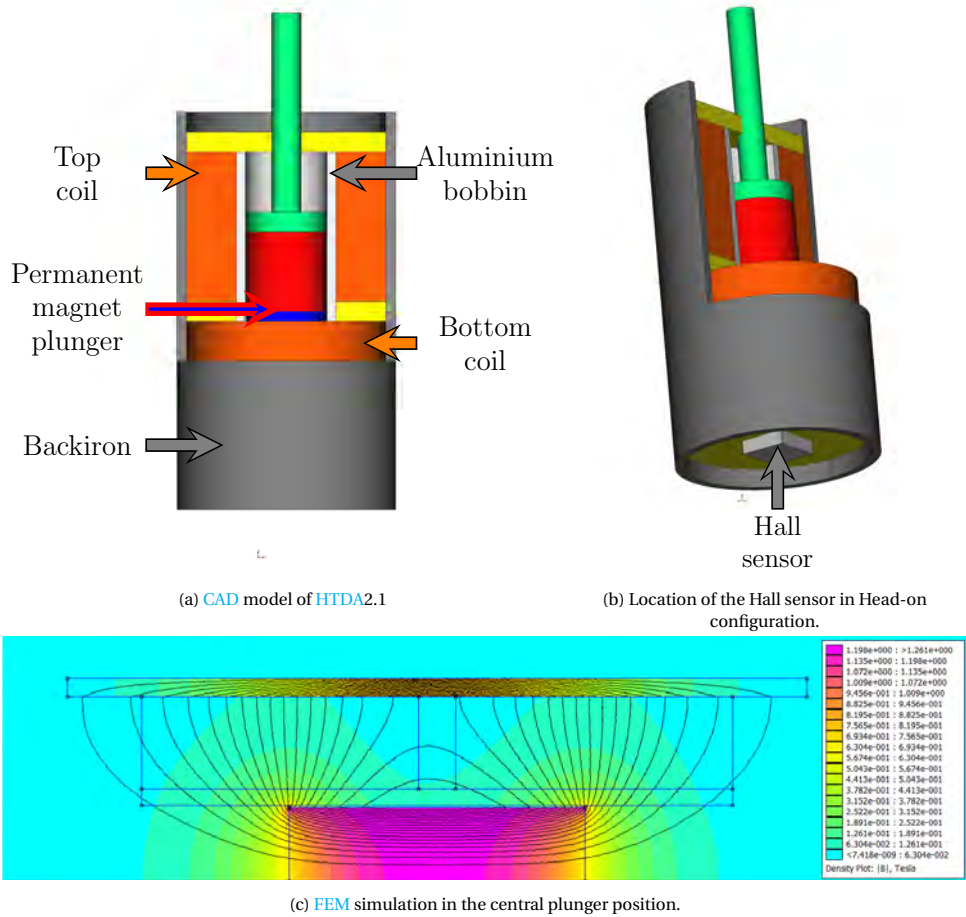 Top
coil
Aluminium
bobbin
Permanent
magnet
plunger
Bottom
coil
Backiron
Hall
sensor
(a) CAD model of HTDA2.1
(b) Location of the Hall sensor in Head-on
configuration.
1.198e+000 : >1.261e+000
1.135e+000 : 1.198e+000
1.072e+000 : 1.135e+000
1.009e+000 : 1.072e+000
9.456e-001 : 1.009e+000
8.825e-001 : 9.456e-001
8.195e-001 : 8.825e-001
7.565e-001 : 8.195e-001
6.934e-001 : 7.565e-001
6.304e-001 : 6.934e-001
5.674e-001 : 6.304e-001
5.043e-001 : 5.674e-001
4.413e-001 : 5.043e-001
3.782e-001 : 4.413e-001
3.152e-001 : 3.782e-001
2.522e-001 : 3.152e-001
1.891e-001 : 2.522e-001
1.261e-001 : 1.891e-001
6.304e-002 : 1.261e-001
<7.418e-009 : 6.304e-002
Density Plot: |B|, Tesla
(c) FEM simulation in the central plunger position.